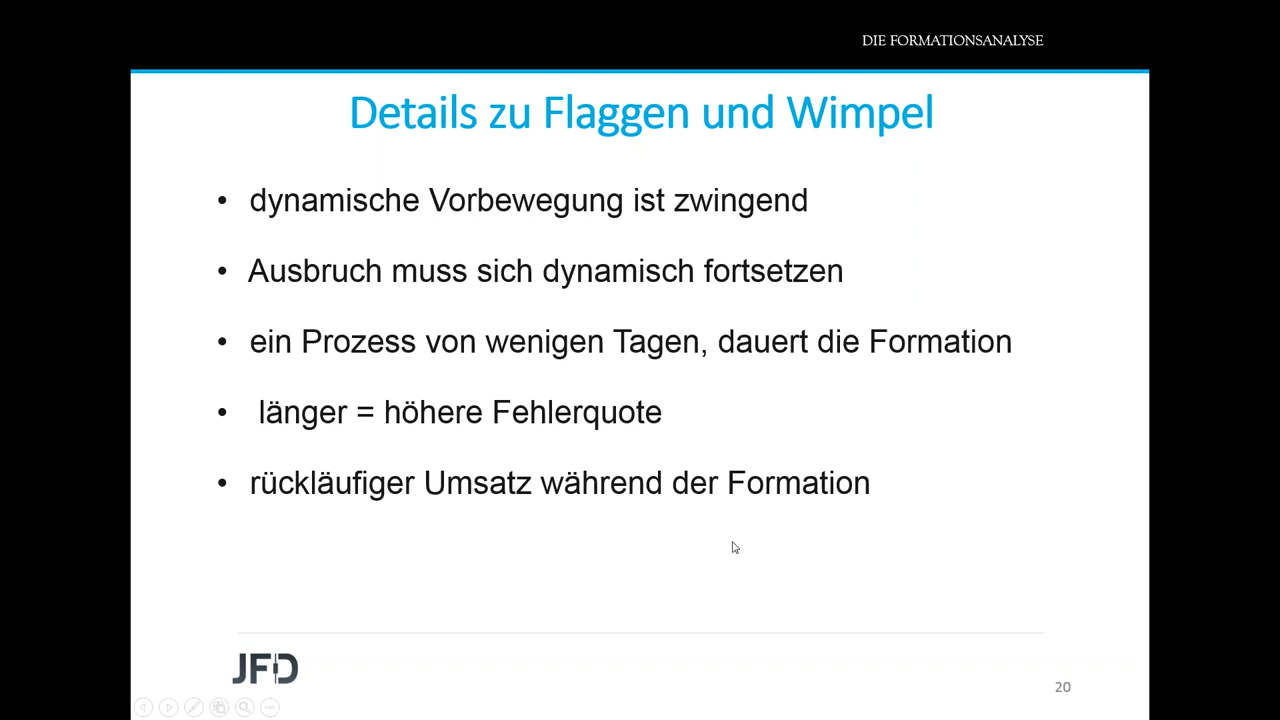 DIE FORMATIONSANALYSE
Details zu Flaggen und Wimpel
• dynamische Vorbewegung ist zwingend
• Ausbruch muss sich dynamisch fortsetzen
• ein Prozess von wenigen Tagen, dauert die Formation
• länger = höhere Fehlerquote
• rückläufiger Umsatz während der Formation
JFD
20